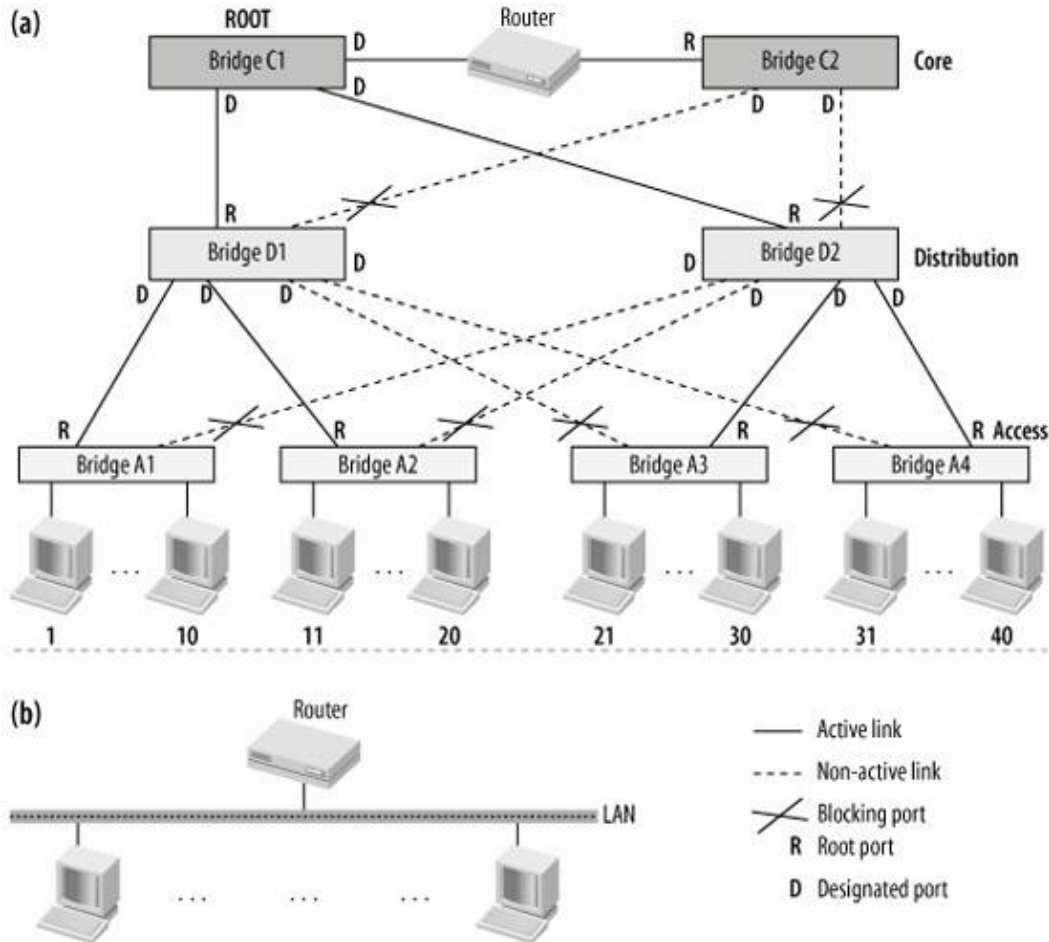 (a)
ROOT
Router
D
R
Bridge C1
Bridge C2
Core
D
D
D
D
R
R
Bridge D1
Bridge D2
Distribution
D
D
D
D
D
D
D
D
R
R
R
R Access
Bridge A1
Bridge A2
Bridge A3
Bridge A4
...
...
...
...
1
10
11
20
21
30
31
40
(b)
Router
LAN
... ... ...
Active link
Non-active link
Blocking port
R Root port
D Designated port